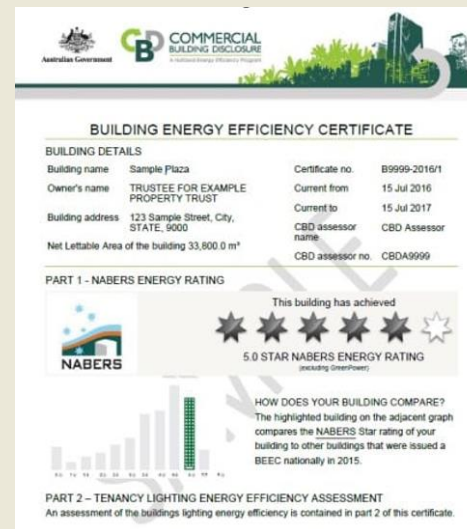 Australian Government
CBD COMMERCIAL
BUILDING DISCLOSURE
A National Energy Efficiency Program
BUILDING ENERGY EFFICIENCY CERTIFICATE
BUILDING DETAILS
Building name Sample Plaza
Certificate no. B9999-2016/1
Owner's name TRUSTEE FOR EXAMPLE
PROPERTY TRUST
Current from 15 Jul 2016
Current to 15 Jul 2017
Building address 123 Sample Street, City,
STATE, 9000
CBD assessor
name CBD Assessor
Net Lettable Area of the building 33,800.0 m²
CBD assessor no. CBDA9999
PART 1 - NABERS ENERGY RATING
This building has achieved
NABERS
5.0 STAR NABERS ENERGY RATING
(excluding GreenPower)
HOW DOES YOUR BUILDING COMPARE?
The highlighted building on the adjacent graph
compares the NABERS Star rating of your
building to other buildings that were issued a
BEEC nationally in 2015.
PART 2 – TENANCY LIGHTING ENERGY EFFICIENCY ASSESSMENT
An assessment of the buildings lighting energy efficiency is contained in part 2 of this certificate.